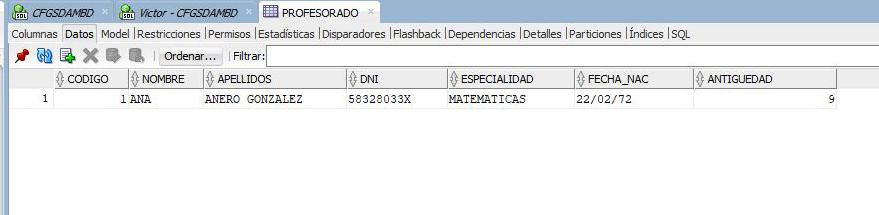 CFGSDAMBD Victor - CFGSDAMBD PROFESORADO
Columnas Datos Model Restricciones Permisos Estadísticas Disparadores Flashback Dependencias Detalles Particiones Índices SQL
Ordenar... Filtrar:
CODIGO NOMBRE APELLIDOS DNI ESPECIALIDAD FECHA_NAC ANTIGUEDAD
1 1 ANA ANERO GONZALEZ 58328033X MATEMATICAS 22/02/72 9